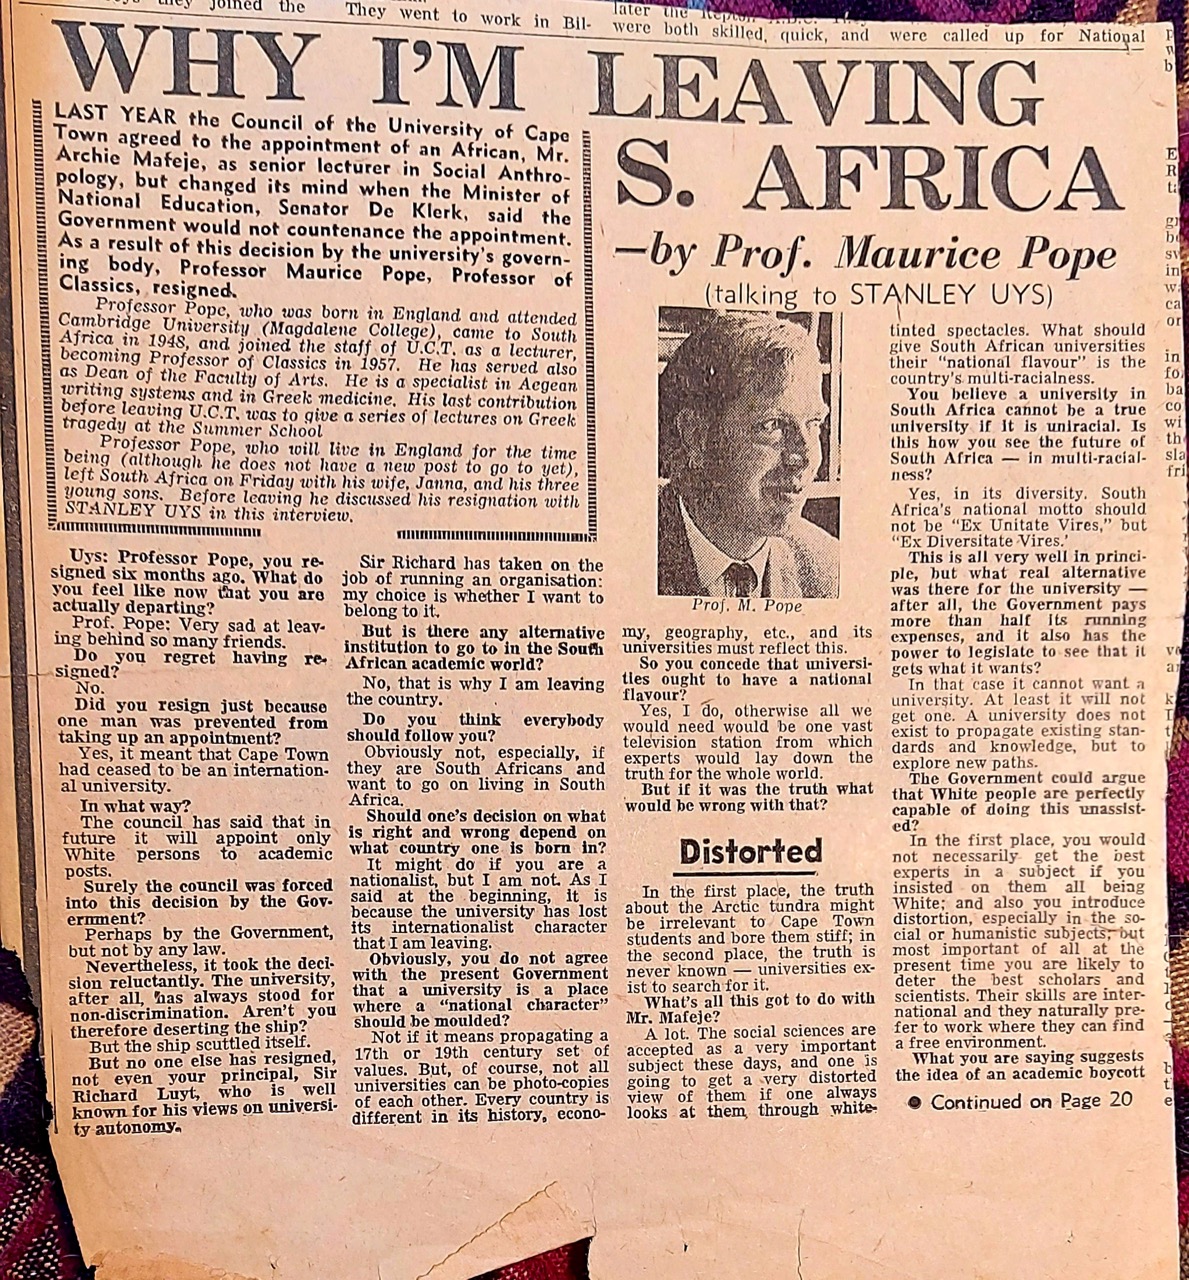 joined the
They went to work in Bil-
later the Repton
were both skilled, quick, and
were called up for National
WHY I'M LEAVING
S. AFRICA
—by Prof. Maurice Pope
(talking to STANLEY UYS)
LAST YEAR the Council of the University of Cape
Town agreed to the appointment of an African, Mr.
Archie Mafeje, as senior lecturer in Social Anthro-
pology, but changed its mind when the Minister of
National Education, Senator De Klerk, said the
Government would not countenance the appointment.
As a result of this decision by the university's govern-
ing body, Professor Maurice Pope, Professor of
Classics, resigned.
Professor Pope, who was born in England and attended
Cambridge University (Magdalene College), came to South
Africa in 1948, and joined the staff of U.C.T. as a lecturer,
becoming Professor of Classics in 1957. He has served also
as Dean of the Faculty of Arts. He is a specialist in Aegean
writing systems and in Greek medicine. His last contribution
before leaving U.C.T. was to give a series of lectures on Greek
tragedy at the Summer School
Professor Pope, who will live in England for the time
being (although he does not have a new post to go to yet),
left South Africa on Friday with his wife, Janna, and his three
young sons. Before leaving he discussed his resignation with
STANLEY UYS in this interview.
Uys: Professor Pope, you re-
signed six months ago. What do
you feel like now that you are
actually departing?
Prof. Pope: Very sad at leav-
ing behind so many friends.
Do you regret having re-
signed?
No.
Did you resign just because
one man was prevented from
taking up an appointment?
Yes, it meant that Cape Town
had ceased to be an internation-
al university.
In what way?
The council has said that in
future it will appoint only
White persons to academic
posts.
Surely the council was forced
into this decision by the Gov-
ernment?
Perhaps by the Government,
but not by any law.
Nevertheless, it took the deci-
sion reluctantly. The university,
after all, has always stood for
non-discrimination. Aren't you
therefore deserting the ship?
But the ship scuttled itself.
But no one else has resigned,
not even your principal, Sir
Richard Luyt, who is well
known for his views on universi-
ty autonomy.
Sir Richard has taken on the
job of running an organisation:
my choice is whether I want to
belong to it.
But is there any alternative
institution to go to in the South
African academic world?
No, that is why I am leaving
the country.
Do you think everybody
should follow you?
Obviously not, especially, if
they are South Africans and
want to go on living in South
Africa.
Should one's decision on what
is right and wrong depend on
what country one is born in?
It might do if you are a
nationalist, but I am not. As I
said at the beginning, it is
because the university has lost
its internationalist character
that I am leaving.
Obviously, you do not agree
with the present Government
that a university is a place
where a "national character"
should be moulded?
Not if it means propagating a
17th or 19th century set of
values. But, of course, not all
universities can be photo-copies
of each other. Every country is
different in its history, econo-
Prof. M. Pope
my, geography, etc., and its
universities must reflect this.
So you concede that universi-
ties ought to have a national
flavour?
Yes, I do, otherwise all we
would need would be one vast
television station from which
experts would lay down the
truth for the whole world.
But if it was the truth what
would be wrong with that?
Distorted
In the first place, the truth
about the Arctic tundra might
be irrelevant to Cape Town
students and bore them stiff; in
the second place, the truth is
never known — universities ex-
ist to search for it.
What's all this got to do with
Mr. Mafeje?
A lot. The social sciences are
accepted as a very important
subject these days, and one is
going to get a very distorted
view of them if one always
looks at them through white-
tinted spectacles. What should
give South African universities
their "national flavour" is the
country's multi-racialness.
You believe a university in
South Africa cannot be a true
university if it is uniracial. Is
this how you see the future of
South Africa — in multi-racial-
ness?
Yes, in its diversity. South
Africa's national motto should
not be "Ex Unitate Vires," but
"Ex Diversitate Vires.'
This is all very well in princi-
ple, but what real alternative
was there for the university —
after all, the Government pays
more than half its running
expenses, and it also has the
power to legislate to see that it
gets what it wants?
In that case it cannot want a
university. At least it will not
get one. A university does not
exist to propagate existing stan-
dards and knowledge, but to
explore new paths.
The Government could argue
that White people are perfectly
capable of doing this unassist-
ed?
In the first place, you would
not necessarily get the best
experts in a subject if you
insisted on them all being
White; and also you introduce
distortion, especially in the so-
cial or humanistic subjects; but
most important of all at the
present time you are likely to
deter the best scholars and
scientists. Their skills are inter-
national and they naturally pre-
fer to work where they can find
a free environment.
What you are saying suggests
the idea of an academic boycott
● Continued on Page 20